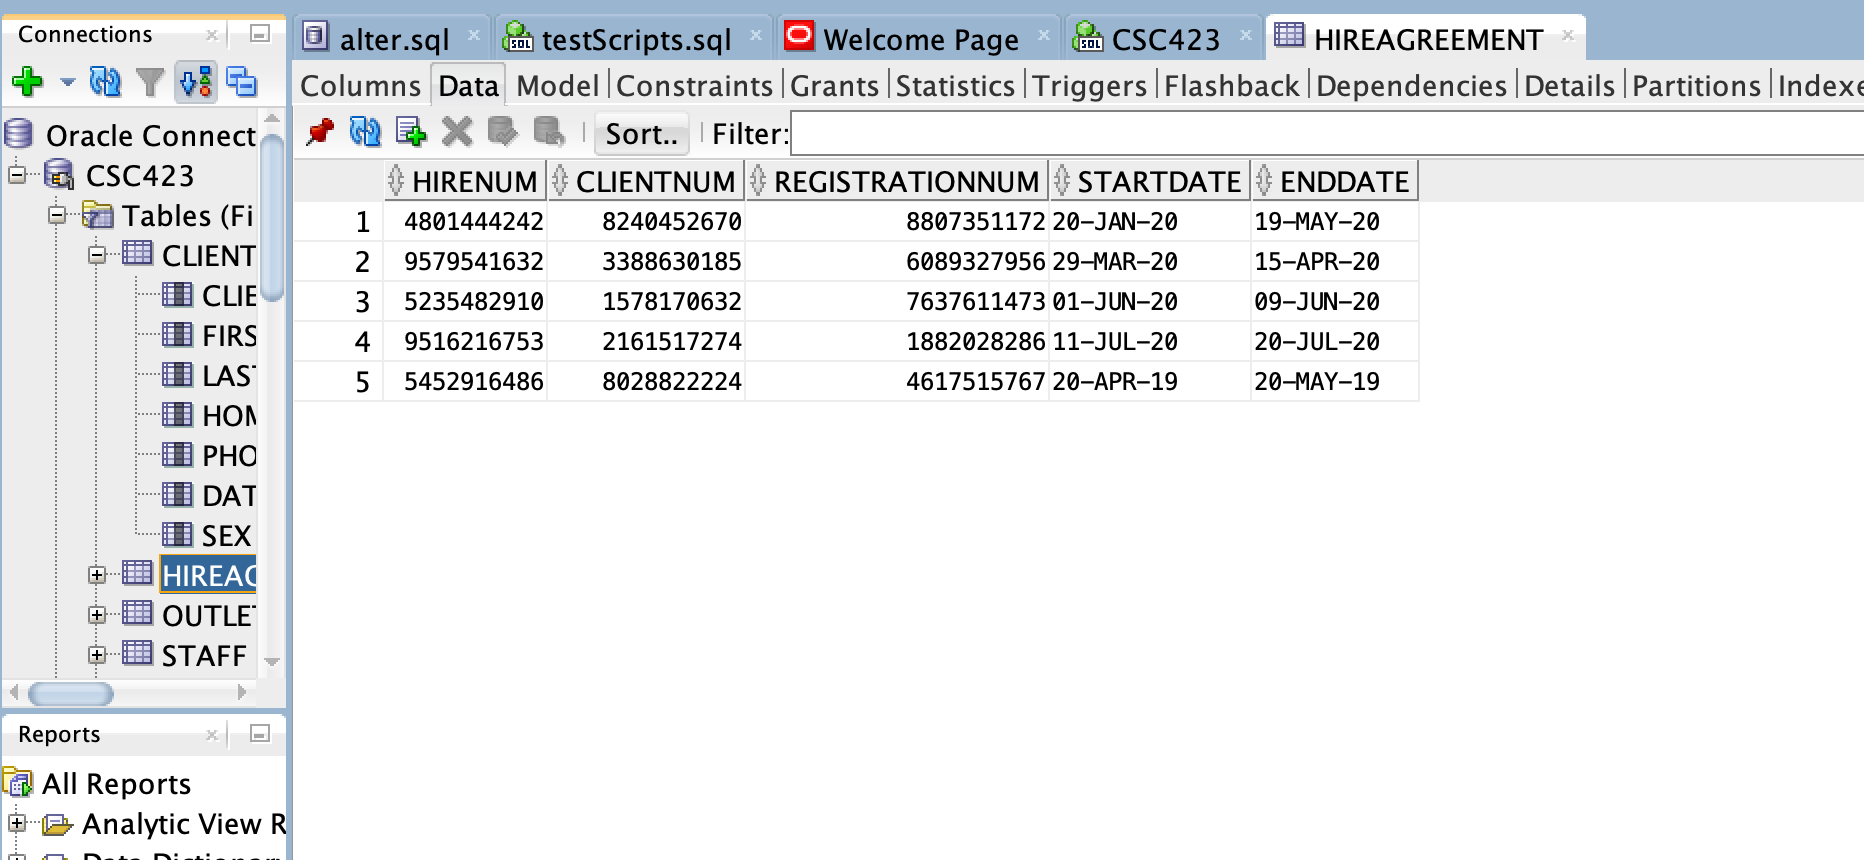 Connections
alter.sql
testScripts.sql
Welcome Page
CSC423
HIREAGREEMENT
Columns Data Model Constraints Grants Statistics Triggers Flashback Dependencies Details Partitions Indexe
Sort.. Filter:
Oracle Connect
CSC423
Tables (Fi
CLIENT
CLIE
FIRS
LAST
HOM
PHO
DAT
SEX
HIREAG
OUTLET
STAFF
HIRENUM CLIENTNUM REGISTRATIONNUM STARTDATE ENDDATE
1 4801444242 8240452670 8807351172 20-JAN-20 19-MAY-20
2 9579541632 3388630185 6089327956 29-MAR-20 15-APR-20
3 5235482910 1578170632 7637611473 01-JUN-20 09-JUN-20
4 9516216753 2161517274 1882028286 11-JUL-20 20-JUL-20
5 5452916486 8028822224 4617515767 20-APR-19 20-MAY-19
Reports
All Reports
Analytic View R
Data Dictionar